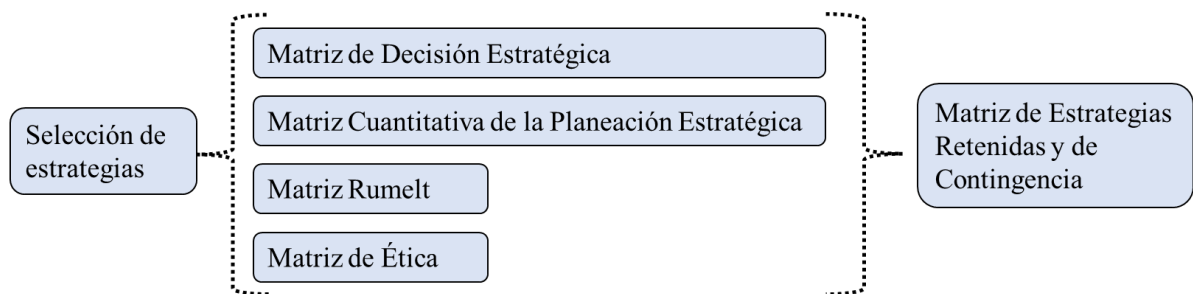 Selección de
estrategias
Matriz de Decisión Estratégica
Matriz Cuantitativa de la Planeación Estratégica
Matriz Rumelt
Matriz de Ética
Matriz de Estrategias
Retenidas y de
Contingencia